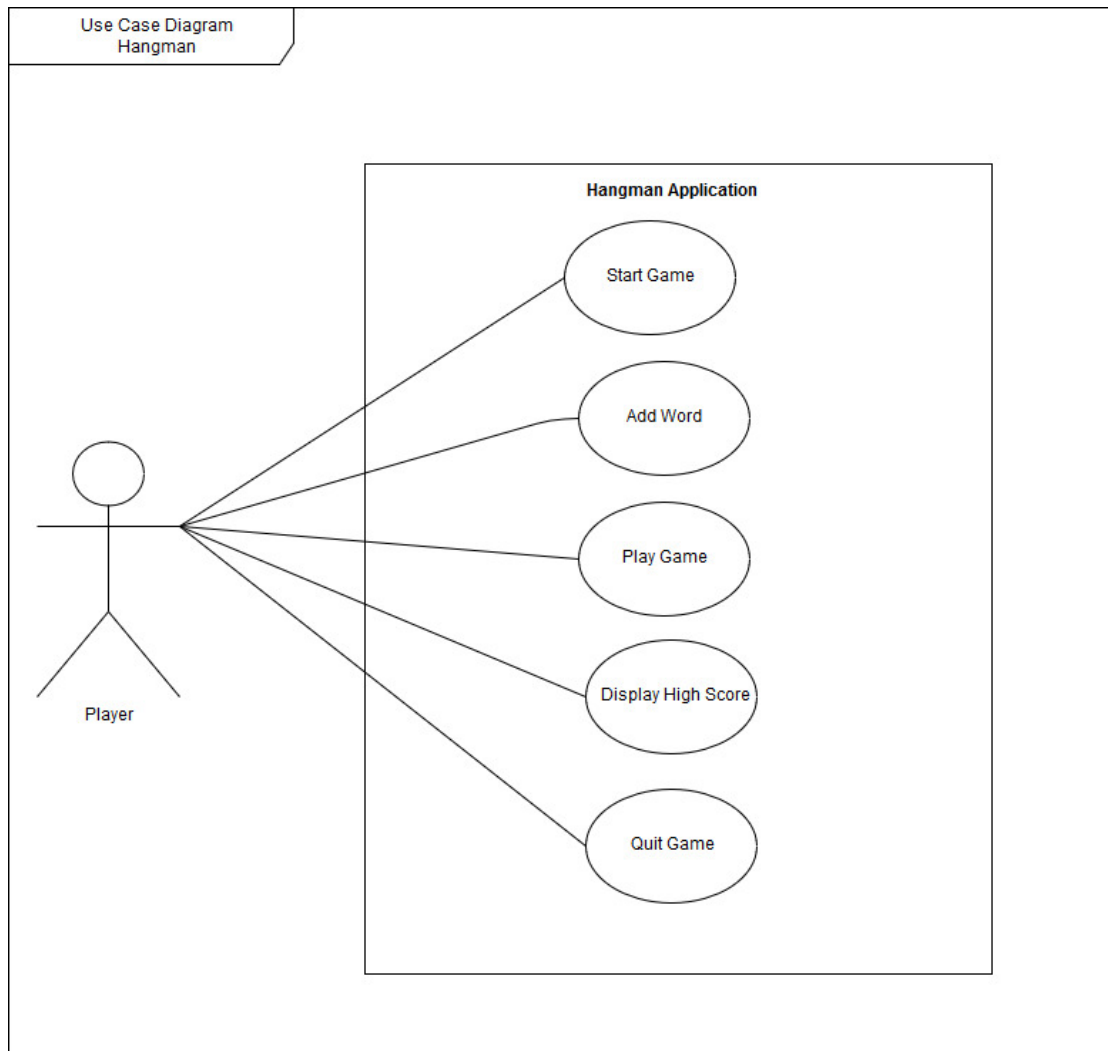 Use Case Diagram
Hangman
Hangman Application
Start Game
Add Word
Play Game
Display High Score
Quit Game
Player